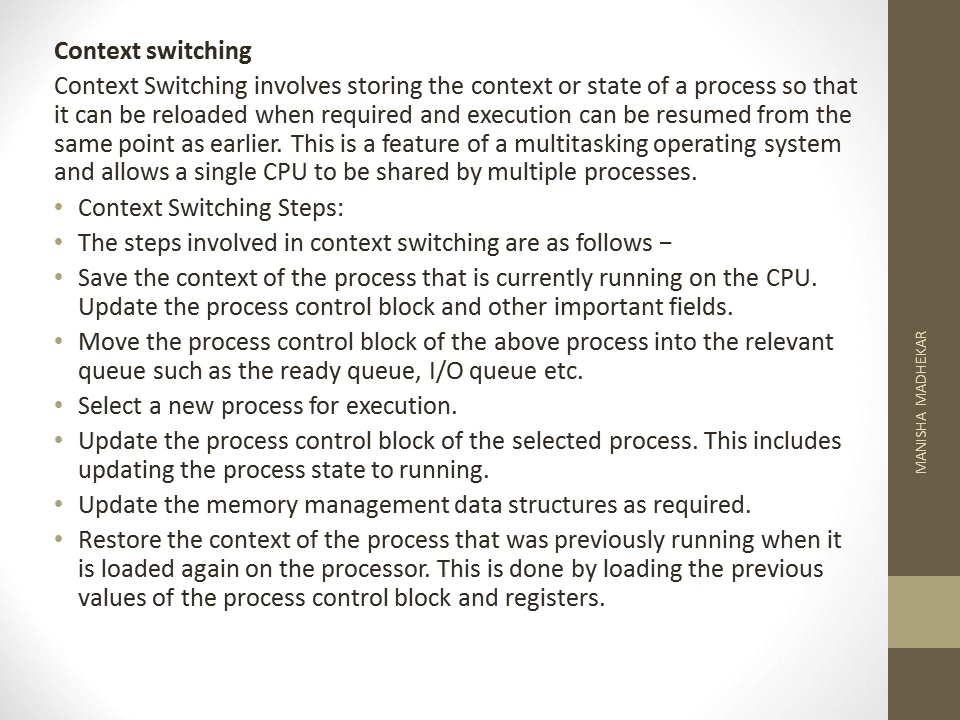 Context switching
Context Switching involves storing the context or state of a process so that
it can be reloaded when required and execution can be resumed from the
same point as earlier. This is a feature of a multitasking operating system
and allows a single CPU to be shared by multiple processes.
• Context Switching Steps:
• The steps involved in context switching are as follows −
• Save the context of the process that is currently running on the CPU.
Update the process control block and other important fields.
• Move the process control block of the above process into the relevant
queue such as the ready queue, I/O queue etc.
• Select a new process for execution.
• Update the process control block of the selected process. This includes
updating the process state to running.
• Update the memory management data structures as required.
• Restore the context of the process that was previously running when it
is loaded again on the processor. This is done by loading the previous
values of the process control block and registers.
MANISHA MADHEKAR